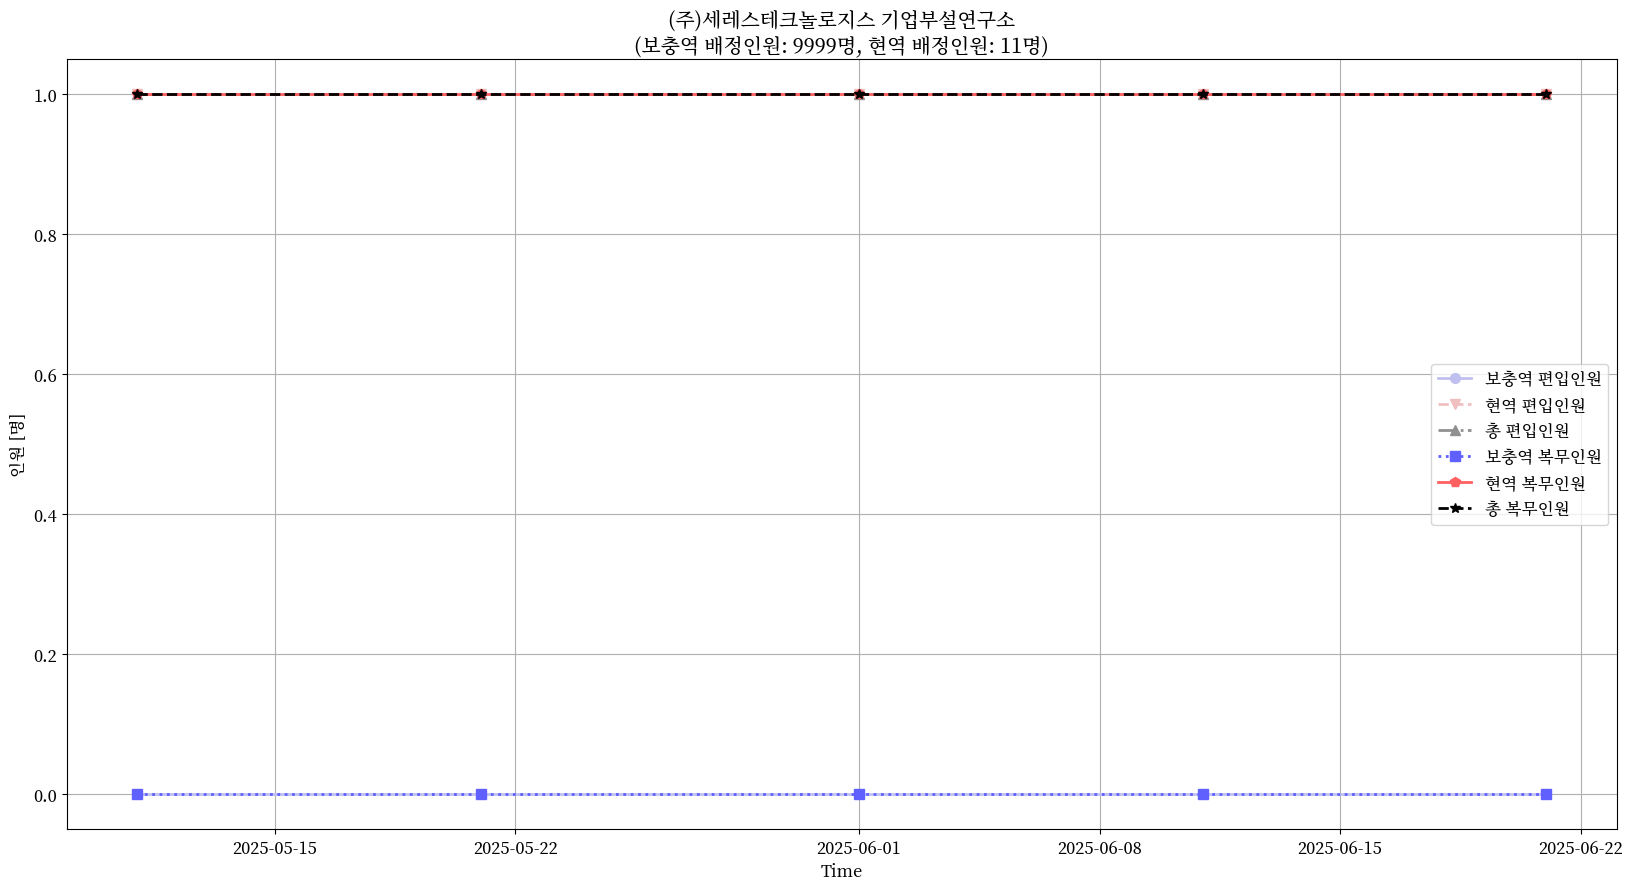 (주)세레스테크놀로지스 기업부설연구소
(보충역 배정인원: 9999명, 현역 배정인원: 11명)
1.0
0.8
0.6
0.4
0.2
0.0
인원 [명]
보충역 편입인원
현역 편입인원
총 편입인원
보충역 복무인원
현역 복무인원
총 복무인원
2025-05-15
2025-05-22
2025-06-01
2025-06-08
2025-06-15
2025-06-22
Time